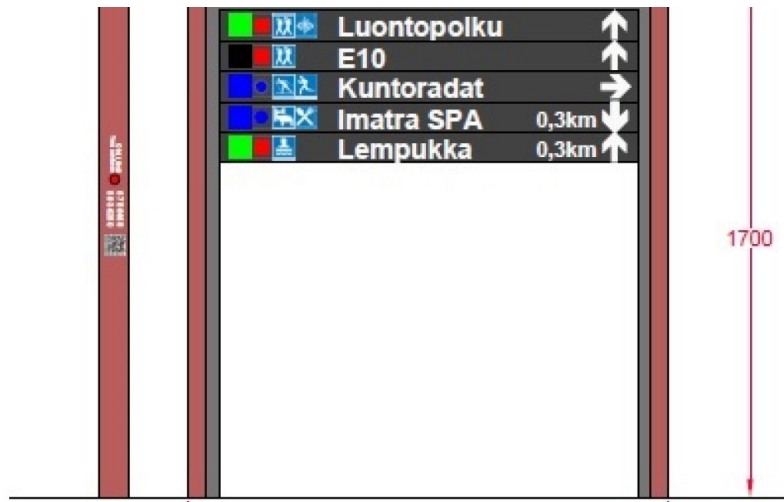 Luontopolku
E10
Kuntoradat
Imatra SPA 0,3km
Lempukka 0,3km
1700